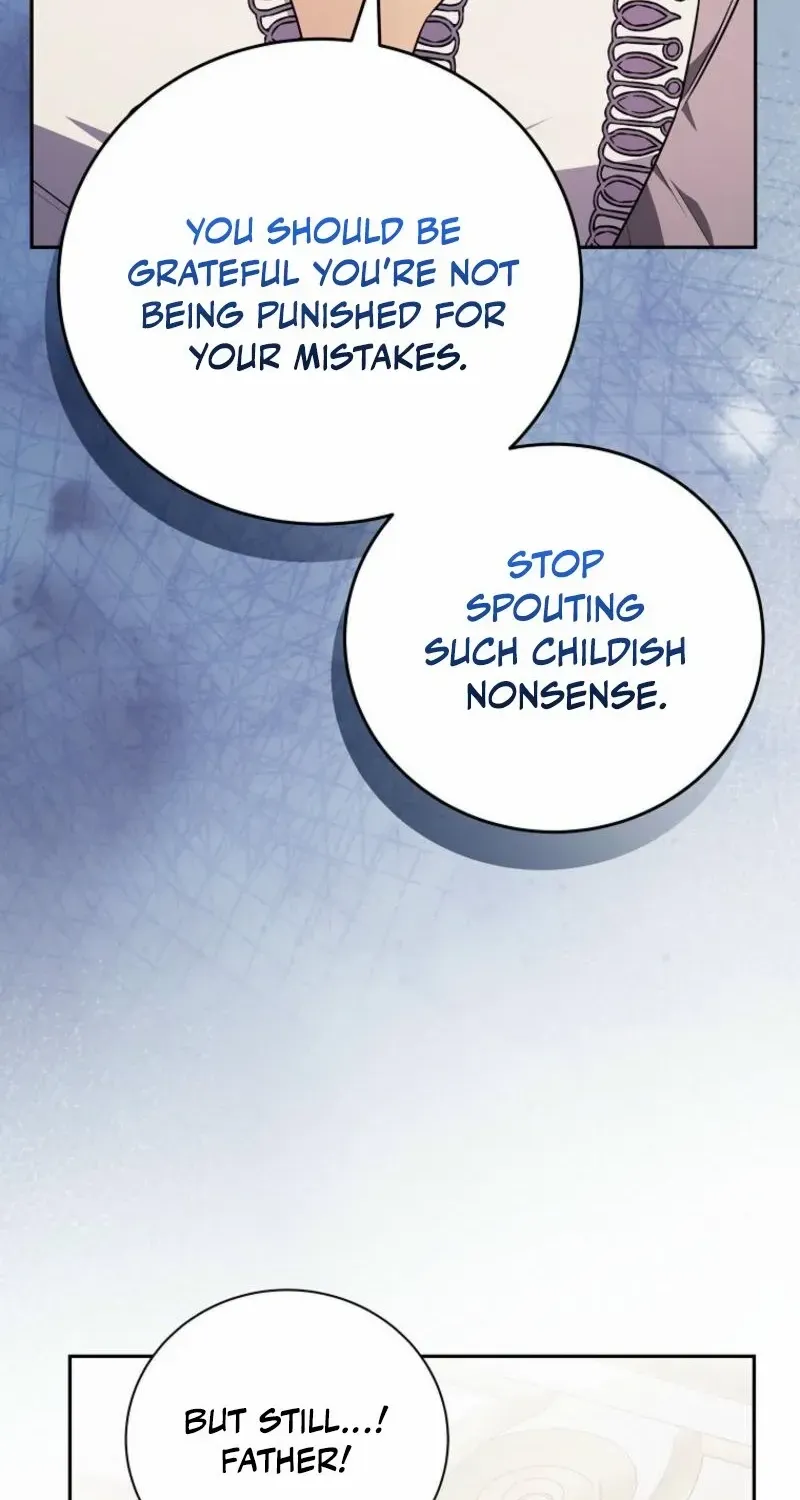 YOU SHOULD BE
GRATEFUL YOU'RE NOT
BEING PUNISHED FOR
YOUR MISTAKES.
STOP
SPOUTING
SUCH CHILDISH
NONSENSE.
BUT STILL...!
FATHER!